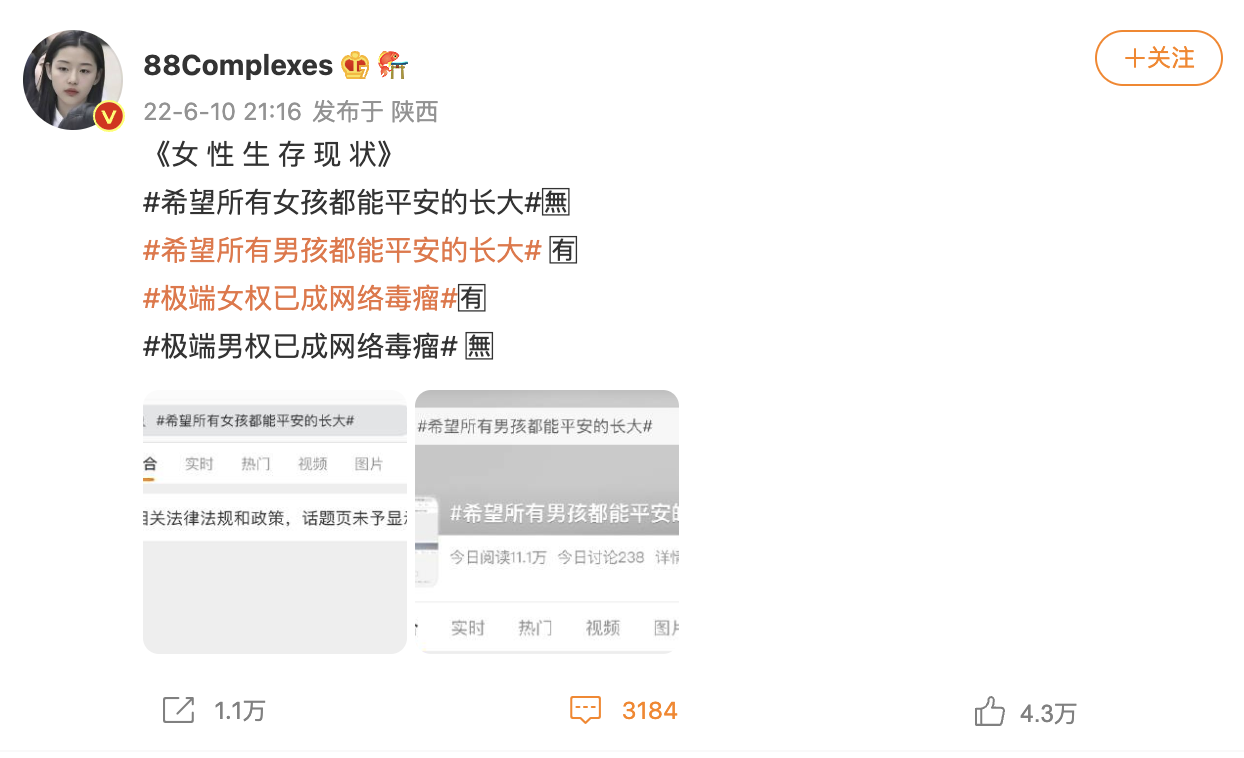 88Complexes
+关注
22-6-10 21:16 发布于 陕西
《女 性 生 存 现 状》
#希望所有女孩都能平安的长大#🈚無
#希望所有男孩都能平安的长大# 有
#极端女权已成网络毒瘤#有
#极端男权已成网络毒瘤# 無
#希望所有女孩都能平安的长大#
合 实时 热门 视频 图片
相关法律法规和政策，话题页未予显示
#希望所有男孩都能平安的长大#
#希望所有男孩都能平安的
今日阅读11.1万 今日讨论238 详情
实时 热门 视频 图片
1.1万
3184
4.3万